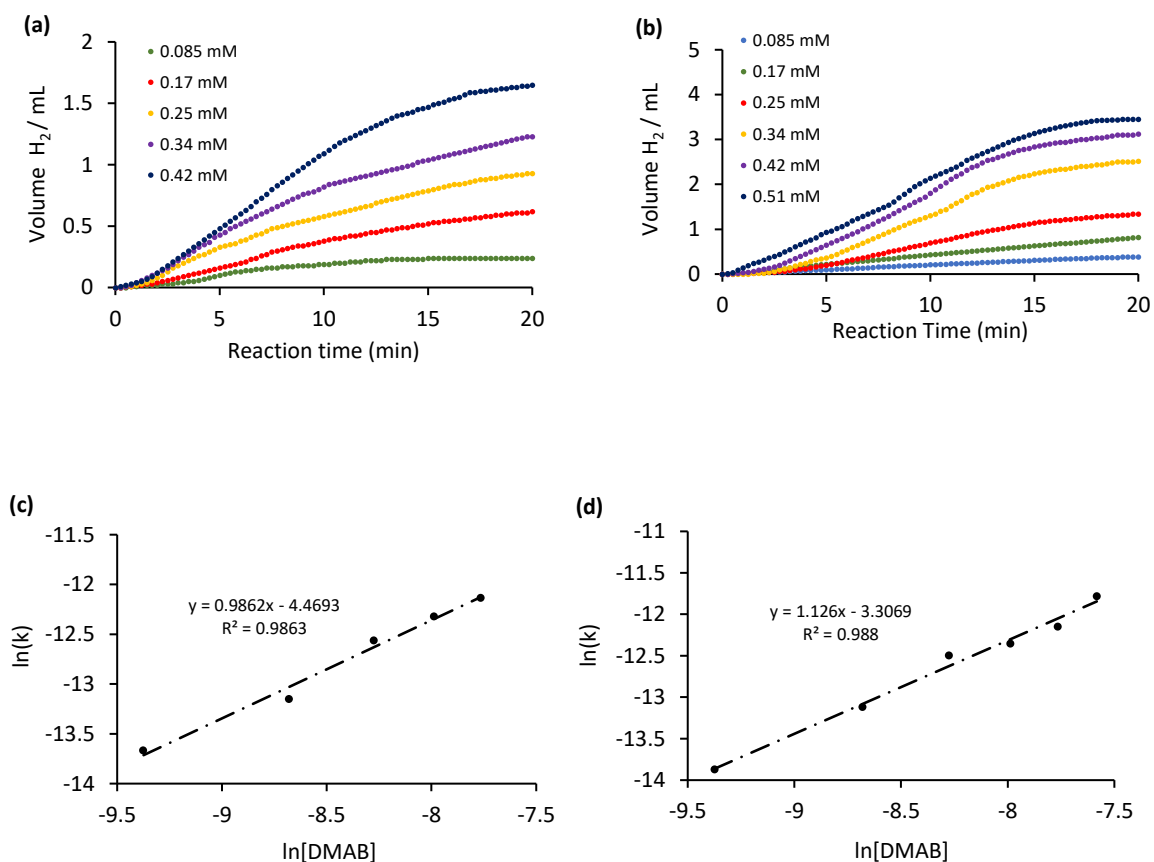 (a)
2
1.5
1
0.5
0
Volume H₂ / mL
0.085 mM
0.17 mM
0.25 mM
0.34 mM
0.42 mM
0 5 10 15 20
Reaction time (min)
(b)
5
4
3
2
1
0
Volume H₂ / mL
0.085 mM
0.17 mM
0.25 mM
0.34 mM
0.42 mM
0.51 mM
0 5 10 15 20
Reaction Time (min)
(c)
-11.5
-12
-12.5
-13
-13.5
-14
ln(k)
y = 0.9862x - 4.4693
R² = 0.9863
-9.5 -9 -8.5 -8 -7.5
ln[DMAB]
(d)
-11
-11.5
-12
-12.5
-13
-13.5
-14
ln(k)
y = 1.126x - 3.3069
R² = 0.988
-9.5 -9 -8.5 -8 -7.5
ln[DMAB]